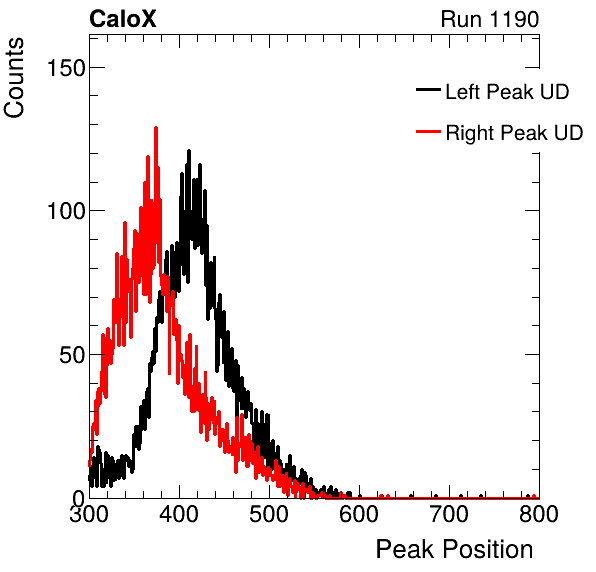 CaloX Run 1190
Counts
150
100
50
0
Left Peak UD
Right Peak UD
300 400 500 600 700 800
Peak Position